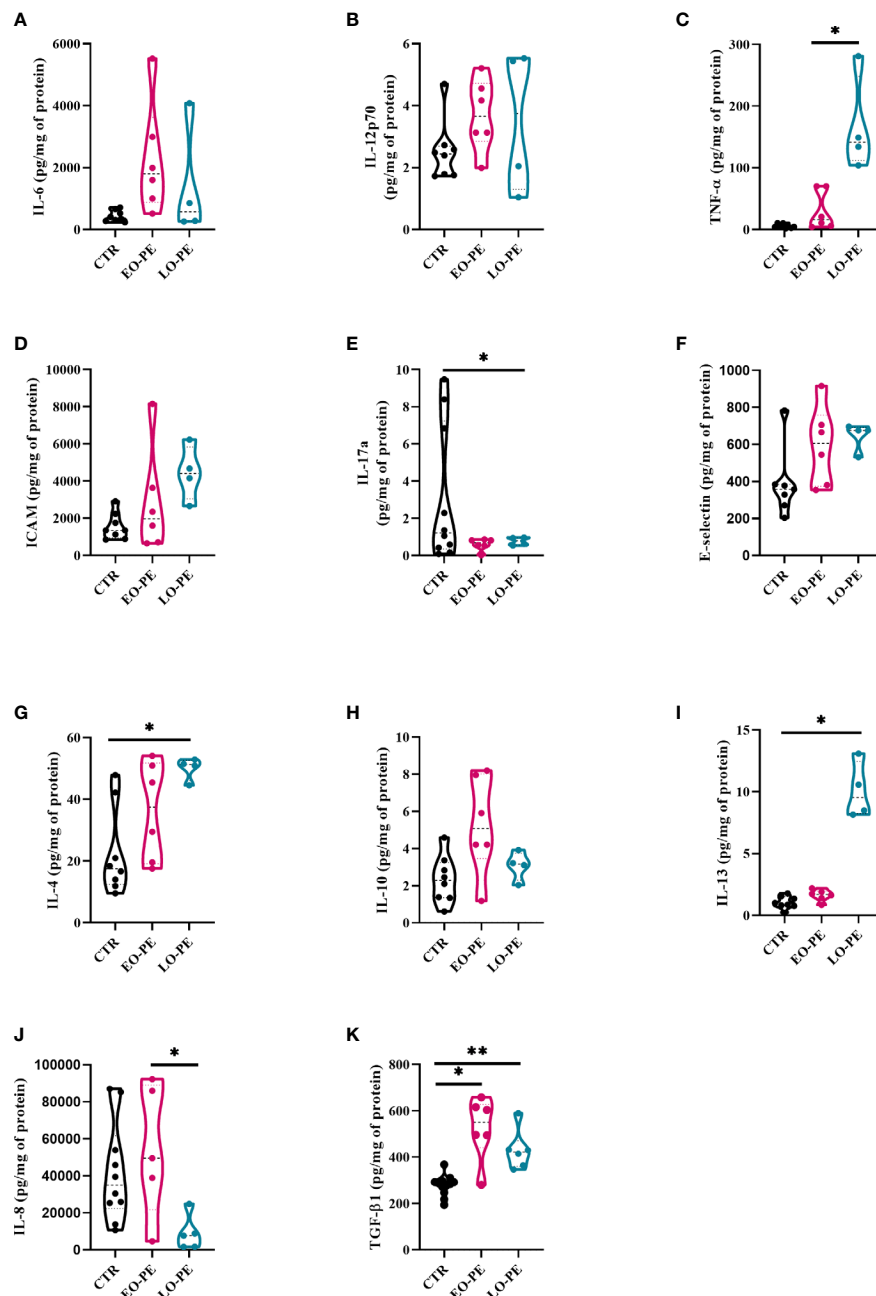 A
IL-6 (pg/mg of protein)
6000
4000
2000
0
CTR
EO-PE
LO-PE
B
IL-12p70
(pg/mg of protein)
6
4
2
0
CTR
EO-PE
LO-PE
C
TNF-α (pg/mg of protein)
300
200
100
0
*
CTR
EO-PE
LO-PE
D
ICAM (pg/mg of protein)
10000
8000
6000
4000
2000
0
CTR
EO-PE
LO-PE
E
IL-17a
(pg/mg of protein)
10
8
6
4
2
0
*
CTR
EO-PE
LO-PE
F
E-selectin (pg/mg of protein)
1000
800
600
400
200
0
CTR
EO-PE
LO-PE
G
IL-4 (pg/mg of protein)
60
40
20
0
*
CTR
EO-PE
LO-PE
H
IL-10 (pg/mg of protein)
10
8
6
4
2
0
CTR
EO-PE
LO-PE
I
IL-13 (pg/mg of protein)
15
10
5
0
*
CTR
EO-PE
LO-PE
J
IL-8 (pg/mg of protein)
100000
80000
60000
40000
20000
0
*
CTR
EO-PE
LO-PE
K
TGF-β1 (pg/mg of protein)
800
600
400
200
0
**
*
CTR
EO-PE
LO-PE